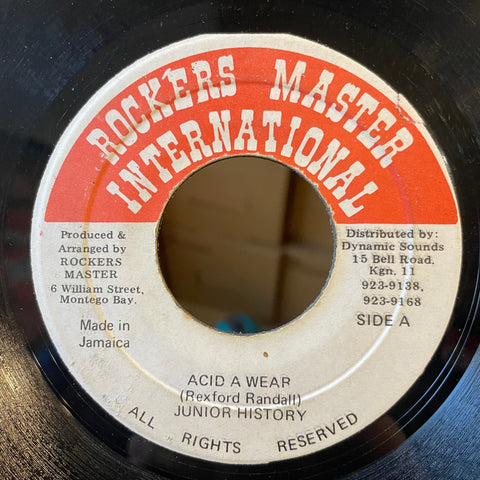 ROCKERS MASTER
INTERNATIONAL
Produced &
Arranged by
ROCKERS
MASTER
6 William Street,
Montego Bay.
Made in
Jamaica
Distributed by:
Dynamic Sounds
15 Bell Road,
Kgn. 11
923-9138,
923-9168
SIDE A
ACID A WEAR
(Rexford Randall)
JUNIOR HISTORY
ALL RIGHTS RESERVED